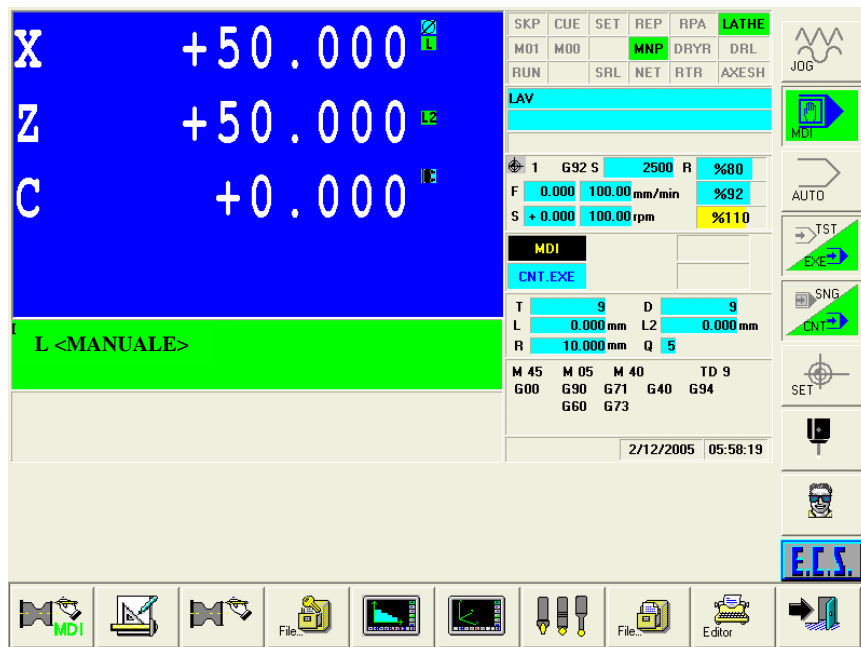 X +50.000 L
Z +50.000 L2
C +0.000 C
L <MANUALE>
SKP CUE SET REP RPA LATHE
M01 M00 MNP DRYR DRL
RUN SRL NET RTR AXESH
LAV
1 G92 S 2500 R %80
F 0.000 100.00 mm/min %92
S + 0.000 100.00 rpm %110
MDI
CNT.EXE
T 9 D 9
L 0.000 mm L2 0.000 mm
R 10.000 mm Q 5
M 45 M 05 M 40 TD 9
G00 G90 G71 G40 G94
G60 G73
2/12/2005 05:58:19
JOG
MDI
AUTO
TST
EXE
SNG
CNT
SET
E.C.S.
MDI
File...
File...
Editor